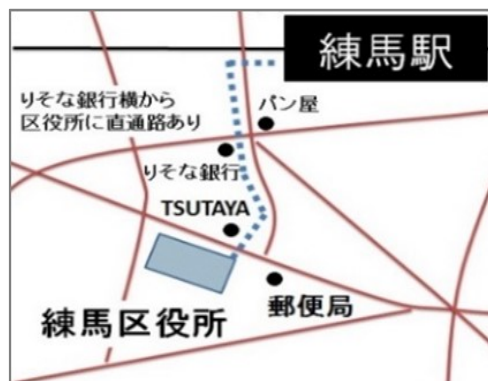 練馬駅
りそな銀行横から
区役所に直通路あり
パン屋
りそな銀行
TSUTAYA
郵便局
練馬区役所